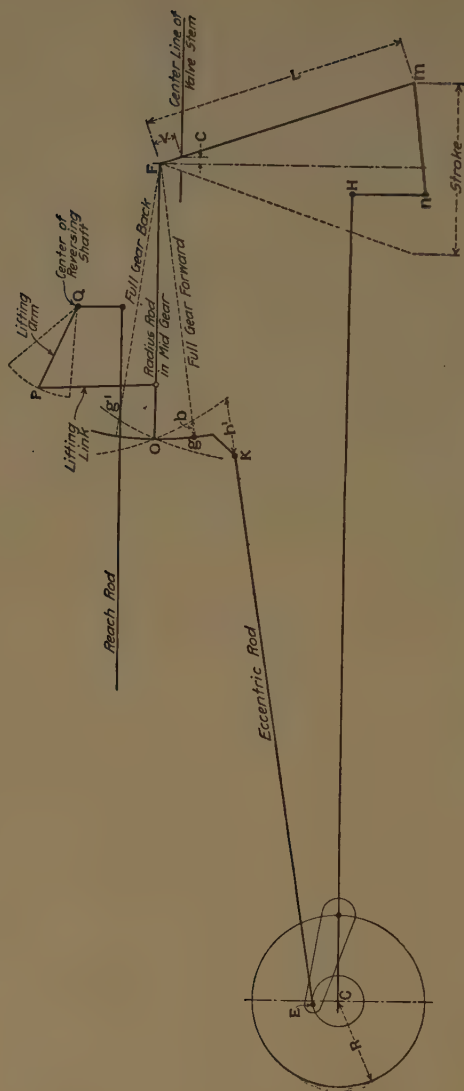 Lifting
arm
P
Q
Center of
Reversing
Shaft
Lifting
Link
g'
Full Gear Back
Reach Rod
O
Radius Rod
in Mid Gear
F
K
C
Center Line of
Valve Stem
g
b
Full Gear Forward
h'
K
L
Eccentric Rod
H
n
m
Stroke
E
C
R